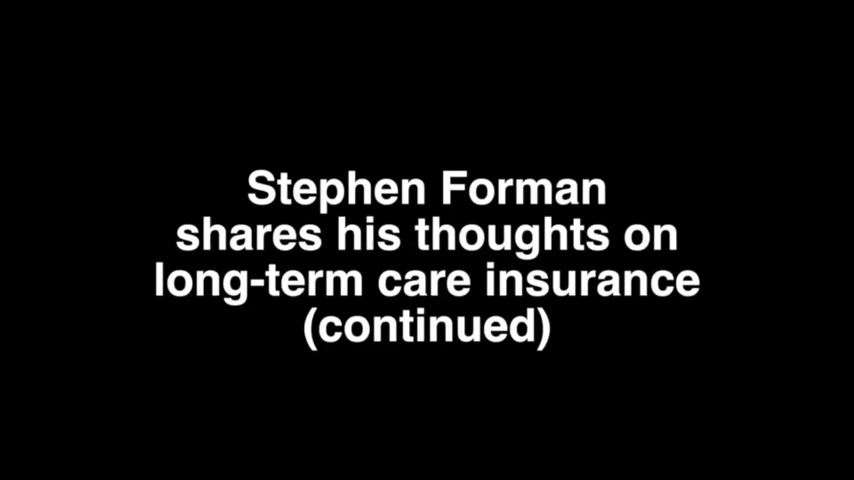 Stephen Forman
shares his thoughts on
long-term care insurance
(continued)